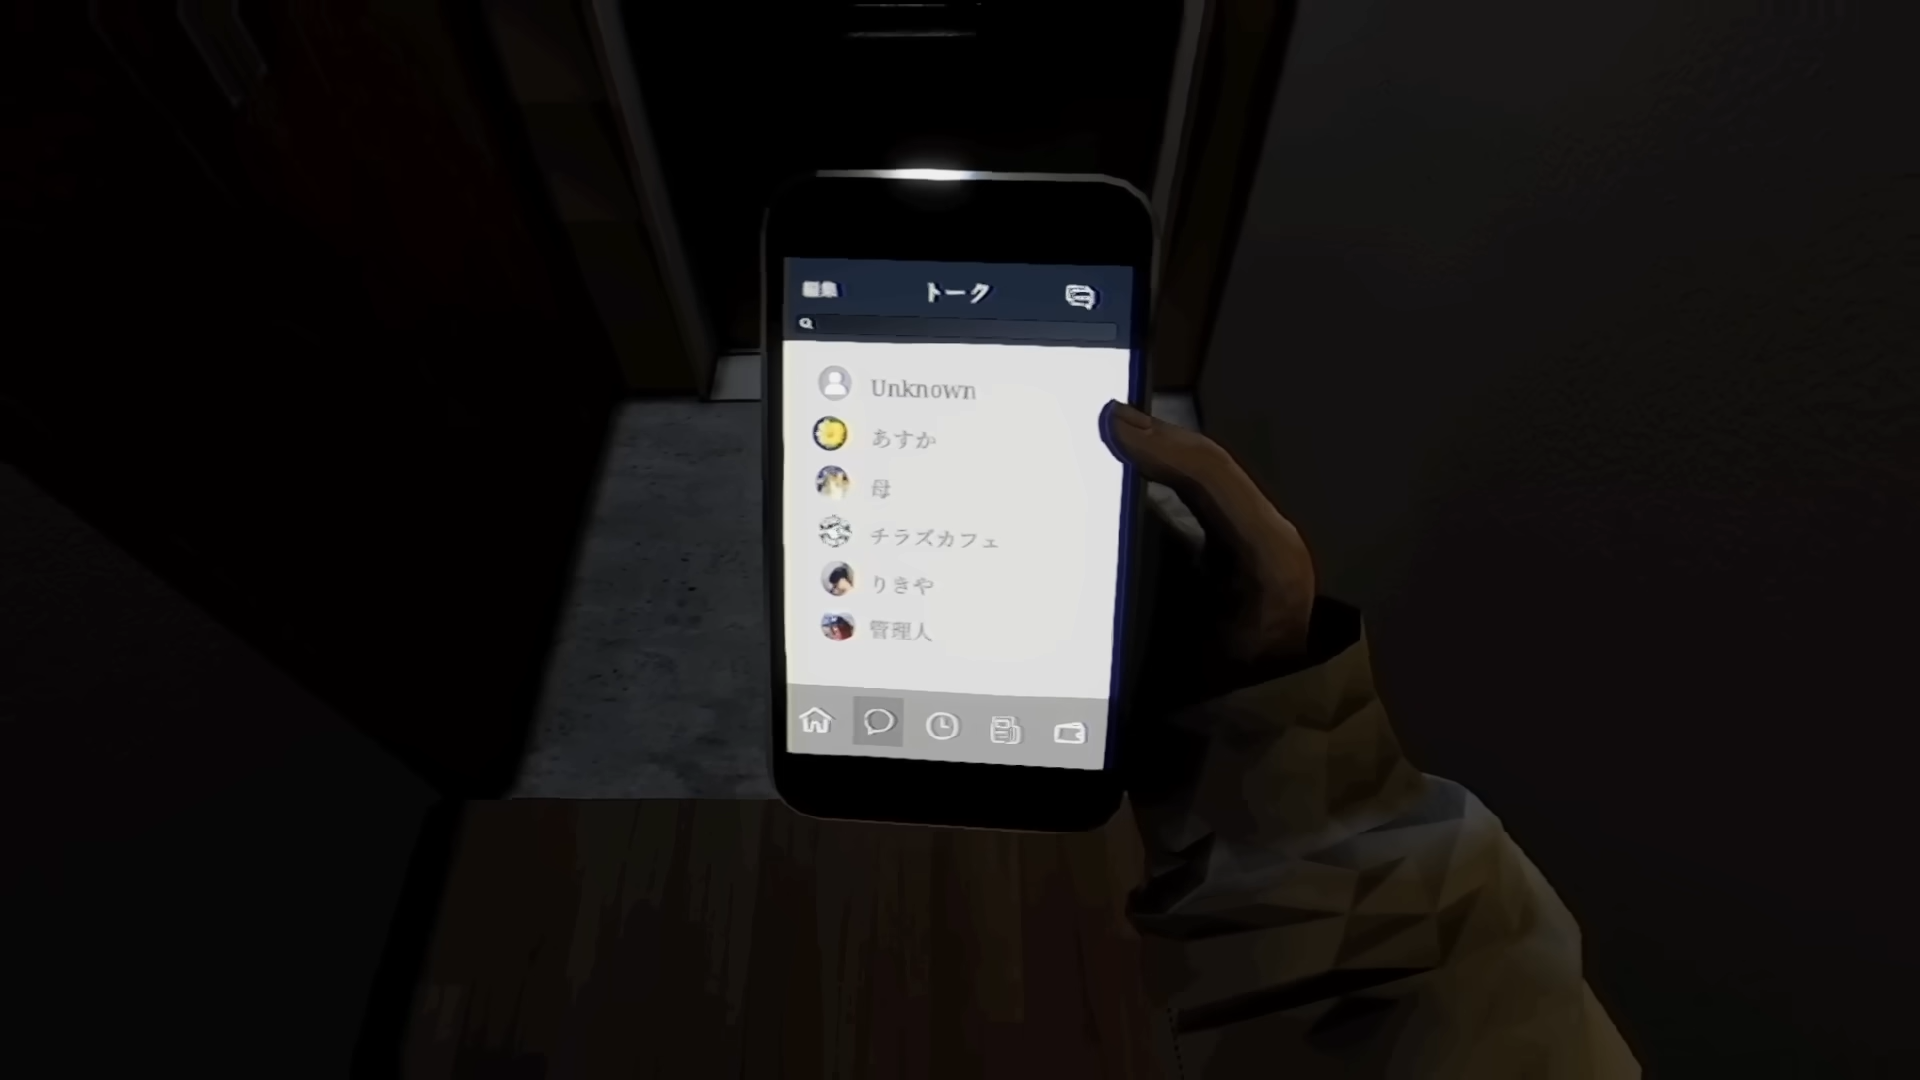 編集
トーク
Unknown
あすか
母
チラズカフェ
りきや
管理人